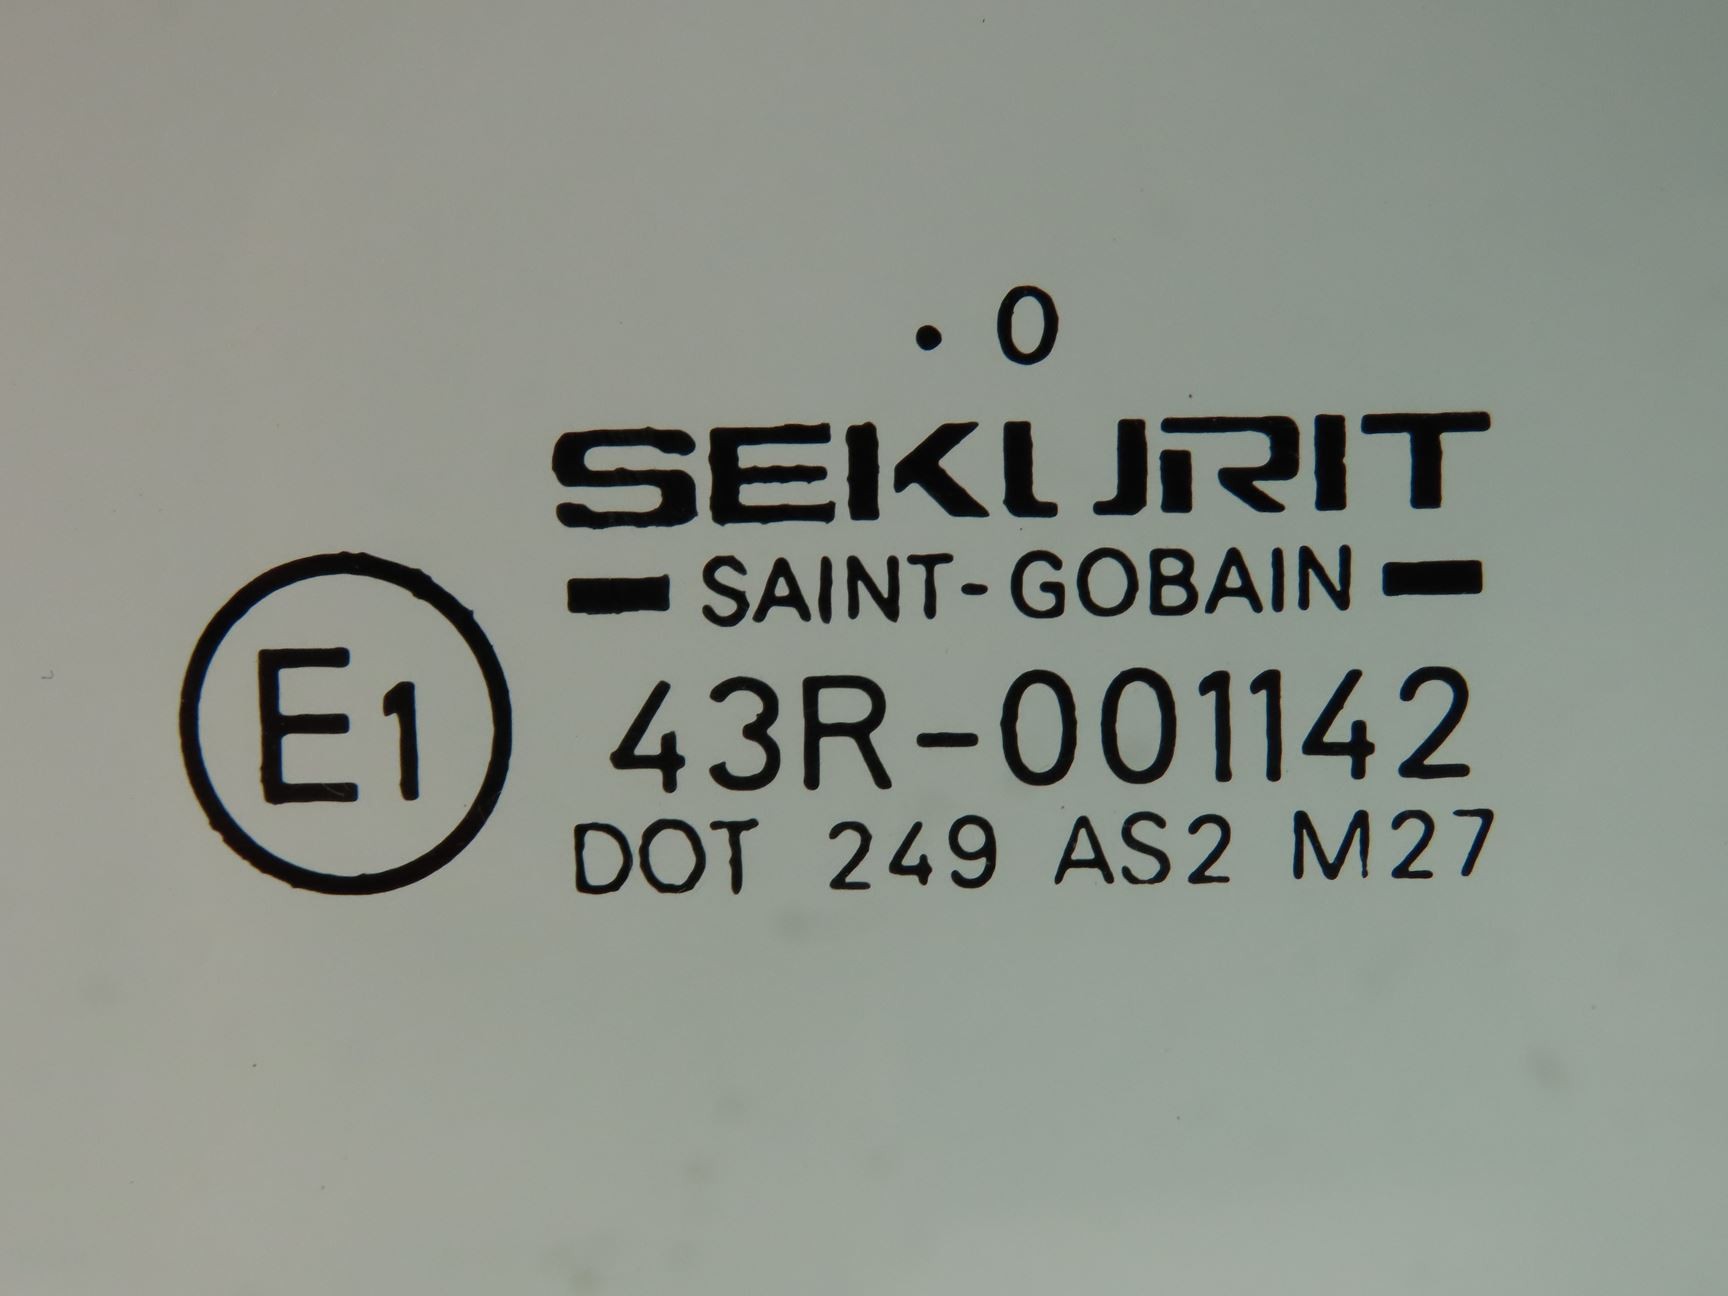 . 0
SEKURIT
SAINT-GOBAIN
E1
43R-001142
DOT 249 AS2 M27